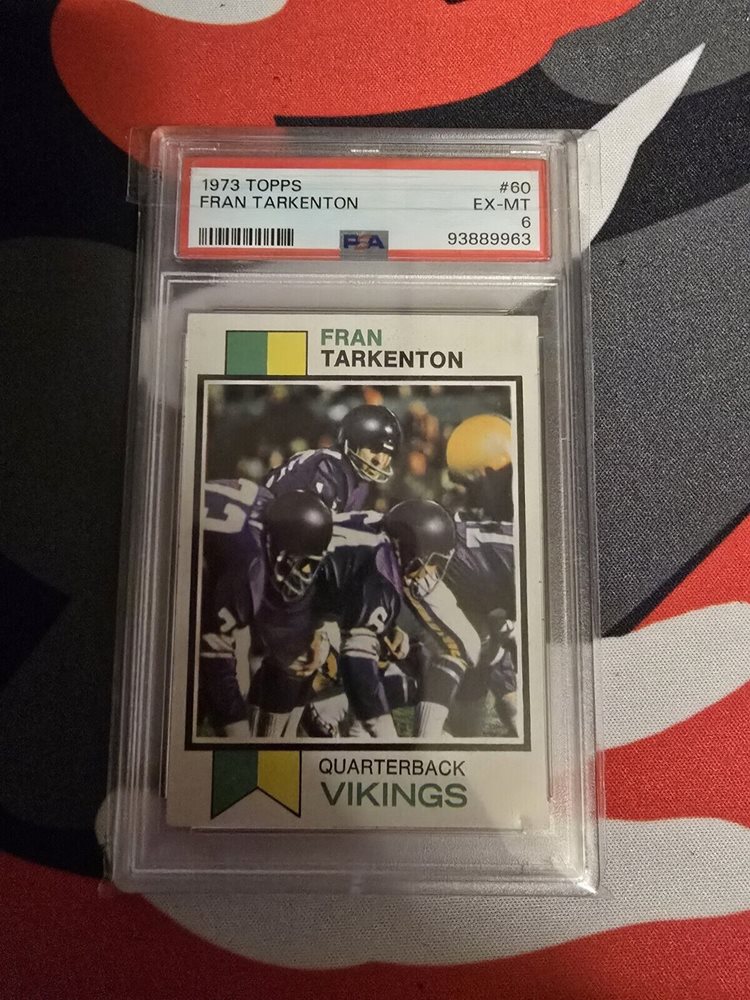 1973 TOPPS #60
FRAN TARKENTON EX-MT
6
PSA 93889963
FRAN
TARKENTON
QUARTERBACK
VIKINGS